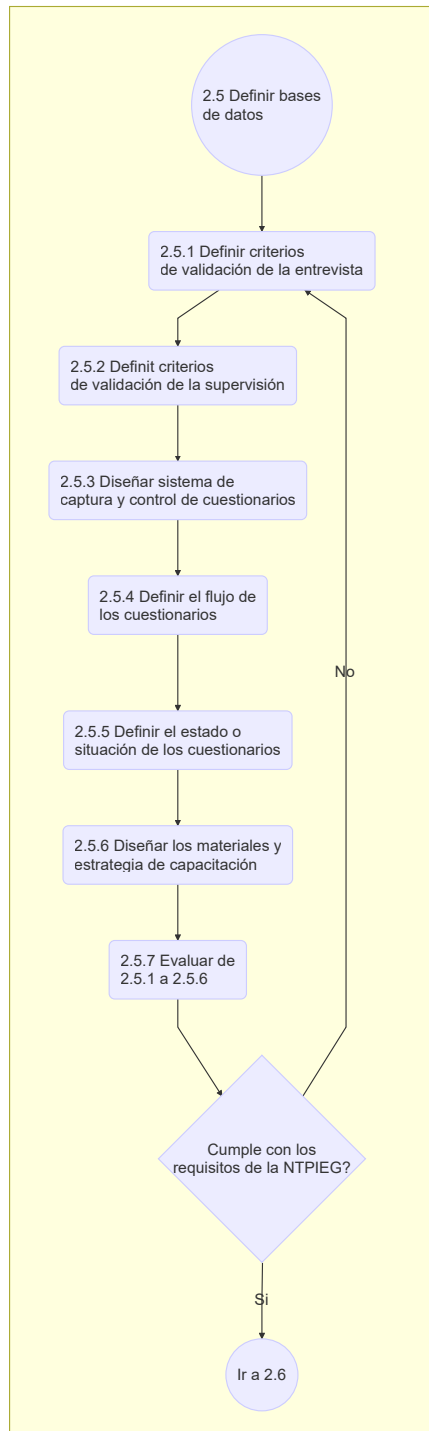 2.5 Definir bases
de datos
2.5.1 Definir criterios
de validación de la entrevista
2.5.2 Definit criterios
de validación de la supervisión
2.5.3 Diseñar sistema de
captura y control de cuestionarios
2.5.4 Definir el flujo de
los cuestionarios
No
2.5.5 Definir el estado o
situación de los cuestionarios
2.5.6 Diseñar los materiales y
estrategia de capacitación
2.5.7 Evaluar de
2.5.1 a 2.5.6
Cumple con los
requisitos de la NTPIEG?
Si
Ir a 2.6